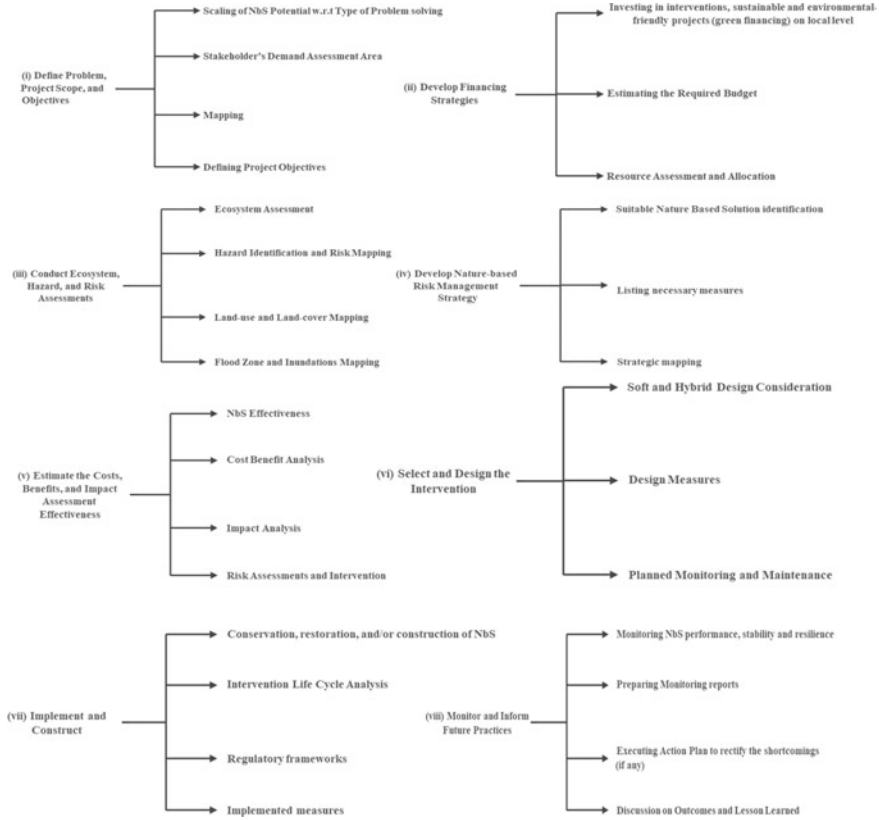 (i) Define Problem,
Project Scope, and
Objectives
Scaling of NbS Potential w.r.t Type of Problem solving
Stakeholder's Demand Assessment Area
Mapping
Defining Project Objectives
(ii) Develop Financing
Strategies
Investing in interventions, sustainable and environmental-
friendly projects (green financing) on local level
Estimating the Required Budget
Resource Assessment and Allocation
(iii) Conduct Ecosystem,
Hazard, and Risk
Assessments
Ecosystem Assessment
Hazard Identification and Risk Mapping
Land-use and Land-cover Mapping
Flood Zone and Inundations Mapping
(iv) Develop Nature-based
Risk Management
Strategy
Suitable Nature Based Solution identification
Listing necessary measures
Strategic mapping
(v) Estimate the Costs,
Benefits, and Impact
Assessment
Effectiveness
NbS Effectiveness
Cost Benefit Analysis
Impact Analysis
Risk Assessments and Intervention
(vi) Select and Design the
Intervention
Soft and Hybrid Design Consideration
Design Measures
Planned Monitoring and Maintenance
(vii) Implement and
Construct
Conservation, restoration, and/or construction of NbS
Intervention Life Cycle Analysis
Regulatory frameworks
Implemented measures
(viii) Monitor and Inform
Future Practices
Monitoring NbS performance, stability and resilience
Preparing Monitoring reports
Executing Action Plan to rectify the shortcomings
(if any)
Discussion on Outcomes and Lesson Learned